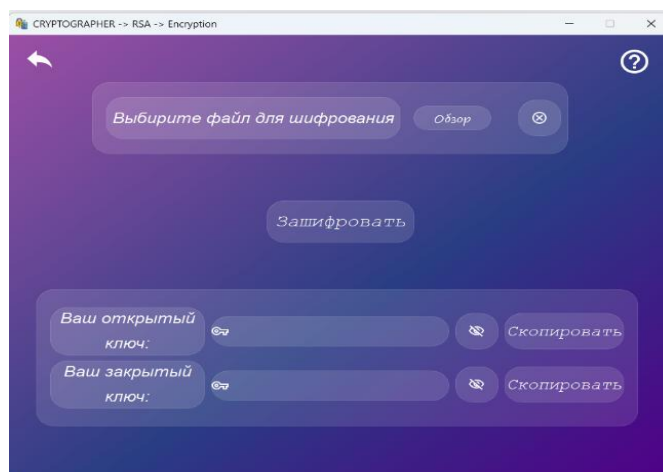 CRYPTOGRAPHER -> RSA -> Encryption
Выбирите файл для шифрования
Обзор
Зашифровать
Ваш открытый
ключ:
Скопировать
Ваш закрытый
ключ:
Скопировать